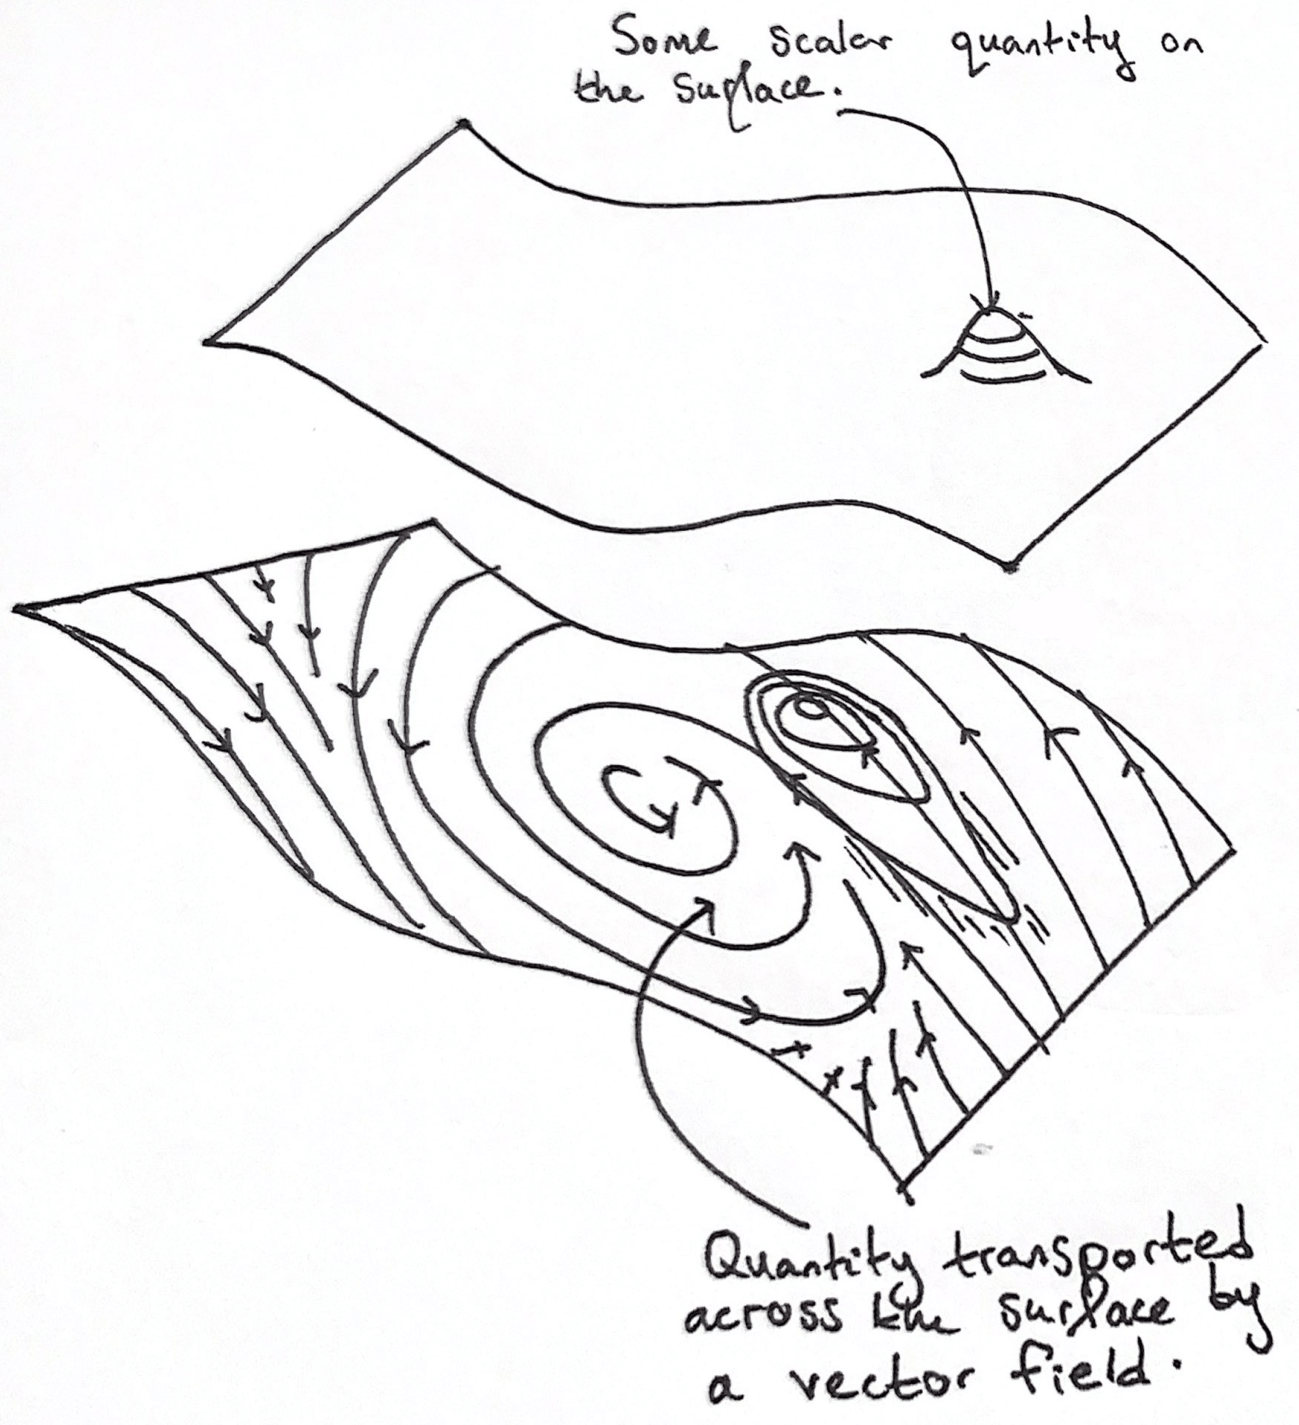 Some scalar quantity on
the surface.
Quantity transported
across the surface by
a vector field.